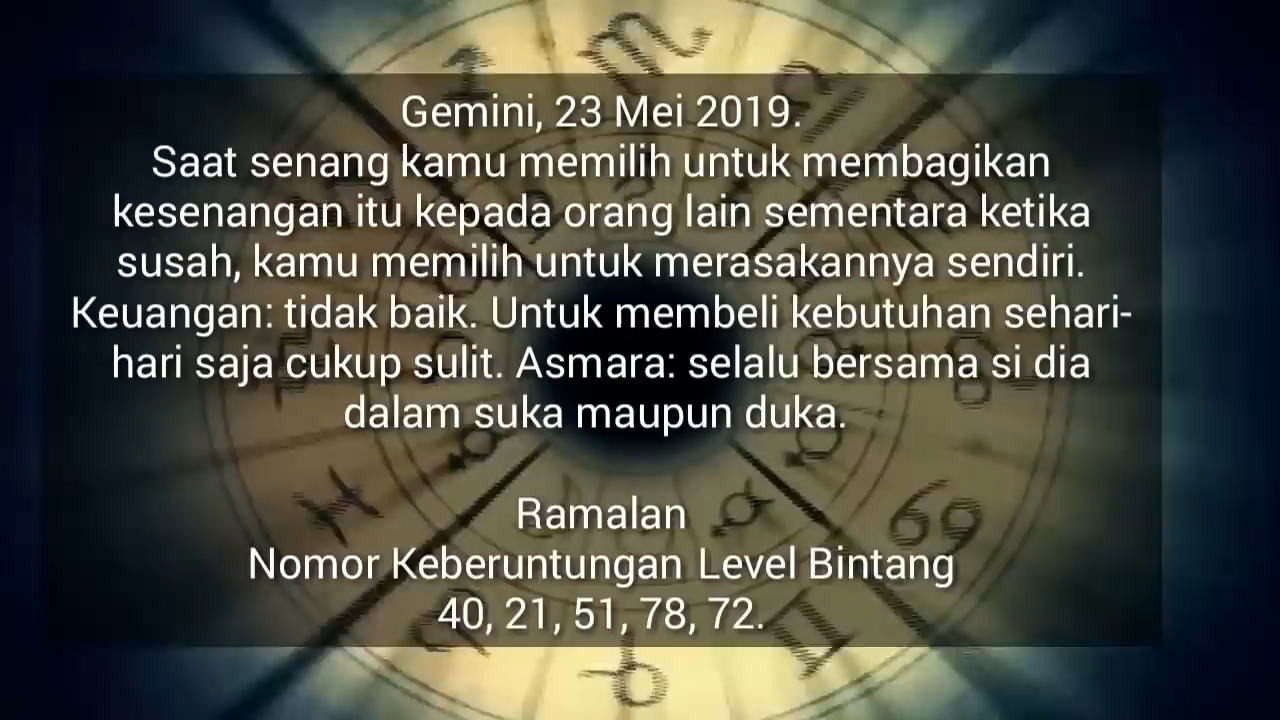 Gemini, 23 Mei 2019.
Saat senang kamu memilih untuk membagikan
kesenangan itu kepada orang lain sementara ketika
susah, kamu memilih untuk merasakannya sendiri.
Keuangan: tidak baik. Untuk membeli kebutuhan sehari-
hari saja cukup sulit. Asmara: selalu bersama si dia
dalam suka maupun duka.
Ramalan
Nomor Keberuntungan Level Bintang
40, 21, 51, 78, 72.